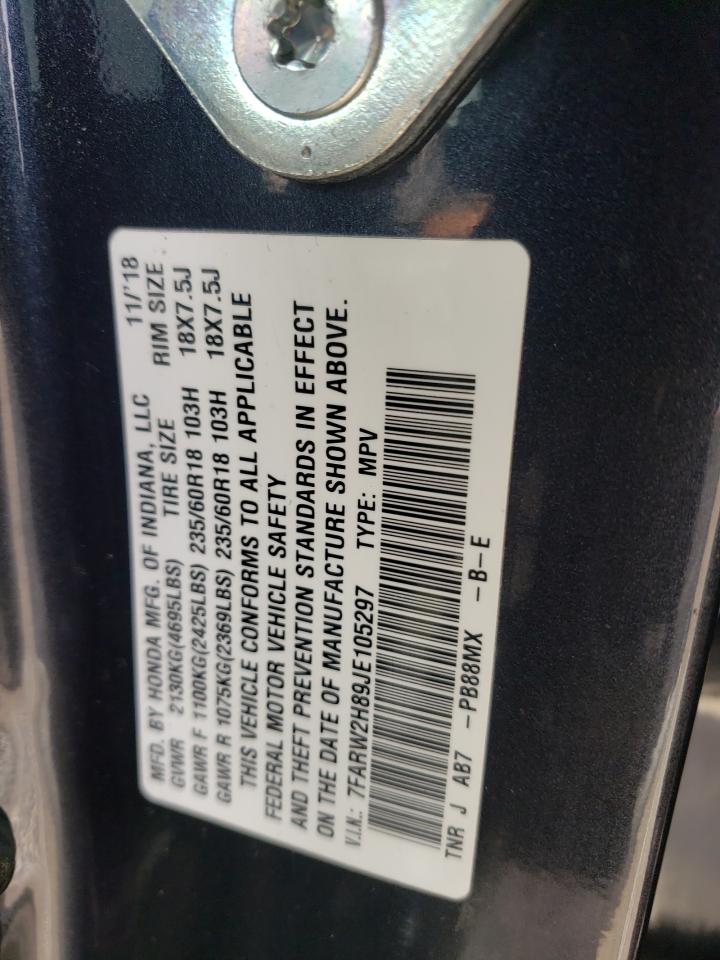 MFD. BY HONDA MFG. OF INDIANA, LLC 11/'18
GVWR 2130KG(4695LBS) TIRE SIZE RIM SIZE
GAWR F 1100KG(2425LBS) 235/60R18 103H 18X7.5J
GAWR R 1075KG(2369LBS) 235/60R18 103H 18X7.5J
THIS VEHICLE CONFORMS TO ALL APPLICABLE
FEDERAL MOTOR VEHICLE SAFETY
AND THEFT PREVENTION STANDARDS IN EFFECT
ON THE DATE OF MANUFACTURE SHOWN ABOVE.
V.I.N.: 7FARW2H89JE105297 TYPE: MPV
TNR J AB7 -PB88MX -B-E